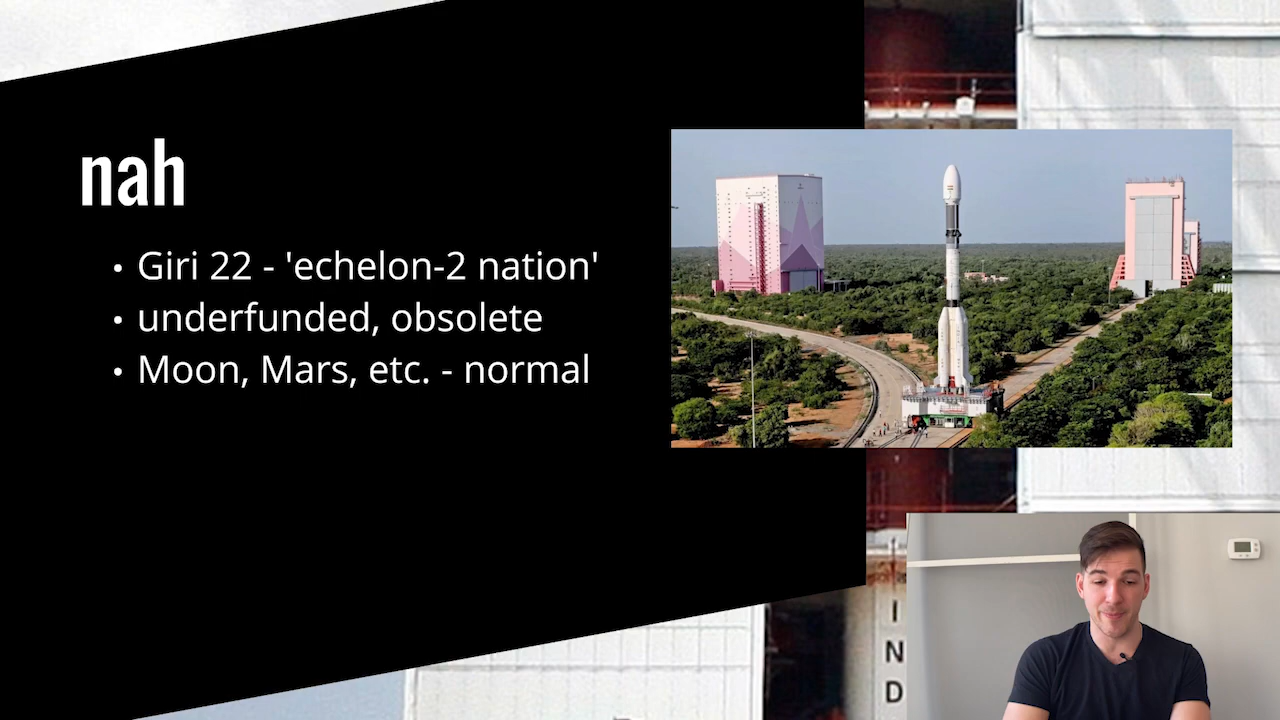 nah
• Giri 22 - 'echelon-2 nation'
• underfunded, obsolete
• Moon, Mars, etc. - normal
I
N
D